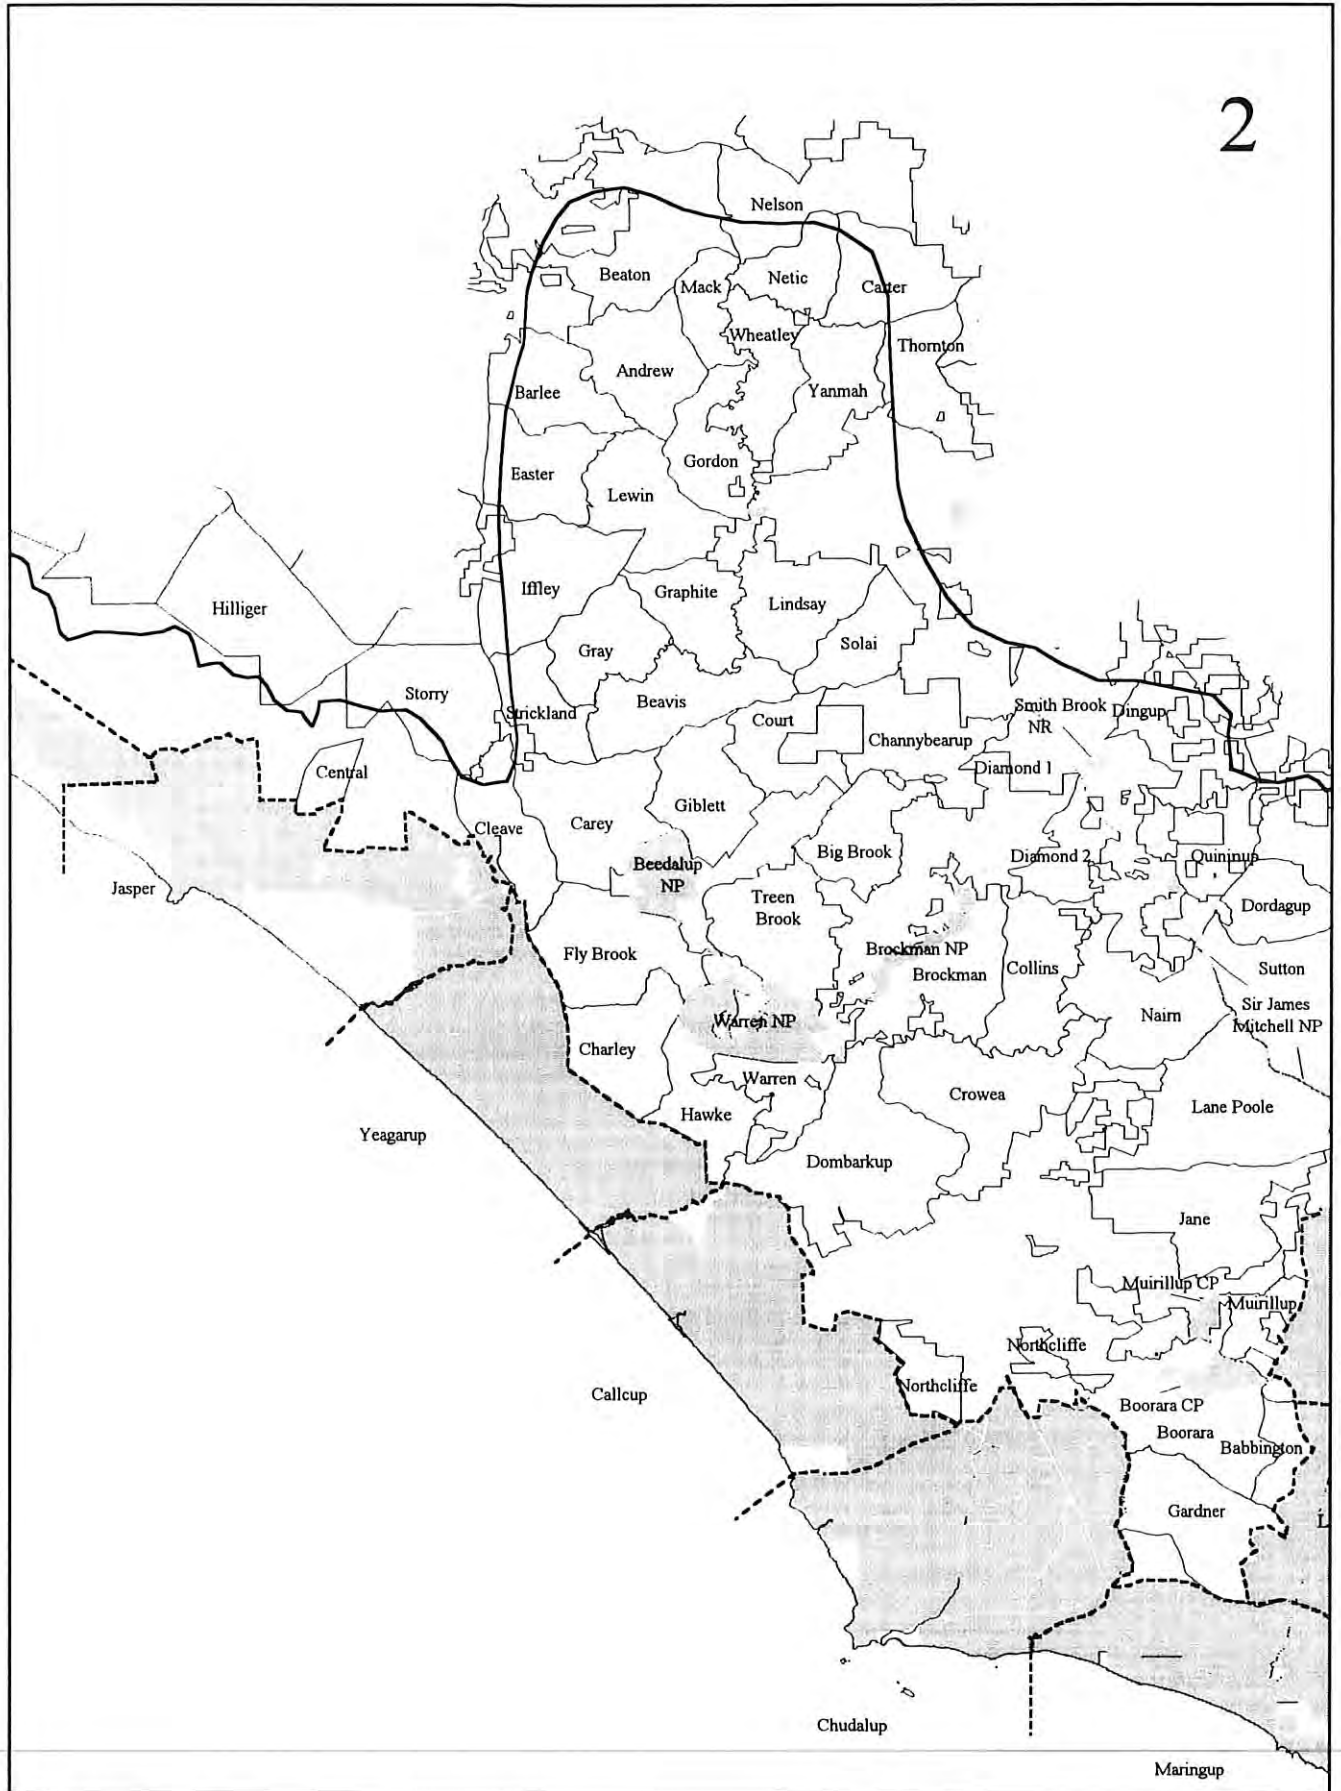 2
Nelson
Beaton
Mack
Netic
Carter
Wheatley
Thornton
Andrew
Barlee
Yanmah
Gordon
Easter
Lewin
Iffley
Graphite
Lindsay
Hilliger
Gray
Solai
Storry
Beavis
Strickland
Court
Smith Brook
NR
Dingup
Channybearup
Central
Diamond 1
Giblett
Carey
Cleave
Big Brook
Diamond 2
Quininup
Beedalup
NP
Jasper
Treen
Brook
Dordagup
Fly Brook
Brockman NP
Brockman
Collins
Sutton
Sir James
Mitchell NP
Warren NP
Nairn
Charley
Warren
Crowea
Hawke
Lane Poole
Yeagarup
Dombarkup
Jane
Muirillup CP
Muirillup
Northcliffe
Northcliffe
Callcup
Boorara CP
Boorara
Babbington
Gardner
L
Chudalup
Maringup